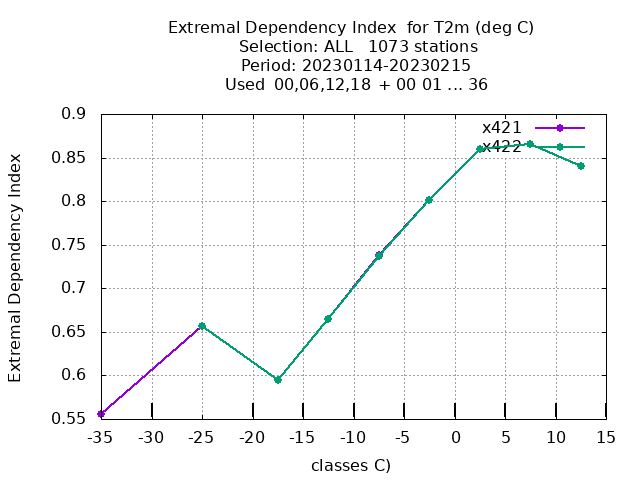 Extremal Dependency Index  for T2m (deg C)
Selection: ALL   1073 stations
Period: 20230114-20230215
Used  00,06,12,18  + 00 01 ... 36
x421
x422
Extremal Dependency Index
0.9
0.85
0.8
0.75
0.7
0.65
0.6
0.55
-35 -30 -25 -20 -15 -10 -5 0 5 10 15
classes C)